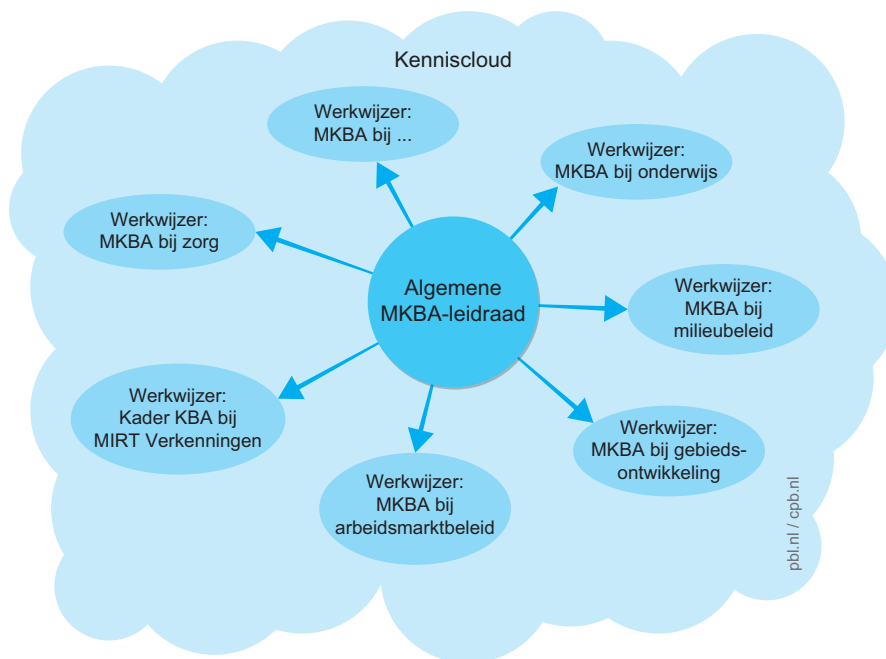 Kenniscloud
Werkwijzer:
MKBA bij ...
Werkwijzer:
MKBA bij onderwijs
Werkwijzer:
MKBA bij zorg
Algemene
MKBA-leidraad
Werkwijzer:
MKBA bij
milieubeleid
Werkwijzer:
Kader KBA bij
MIRT Verkenningen
Werkwijzer:
MKBA bij gebieds-
ontwikkeling
Werkwijzer:
MKBA bij
arbeidsmarktbeleid
pbl.nl / cpb.nl